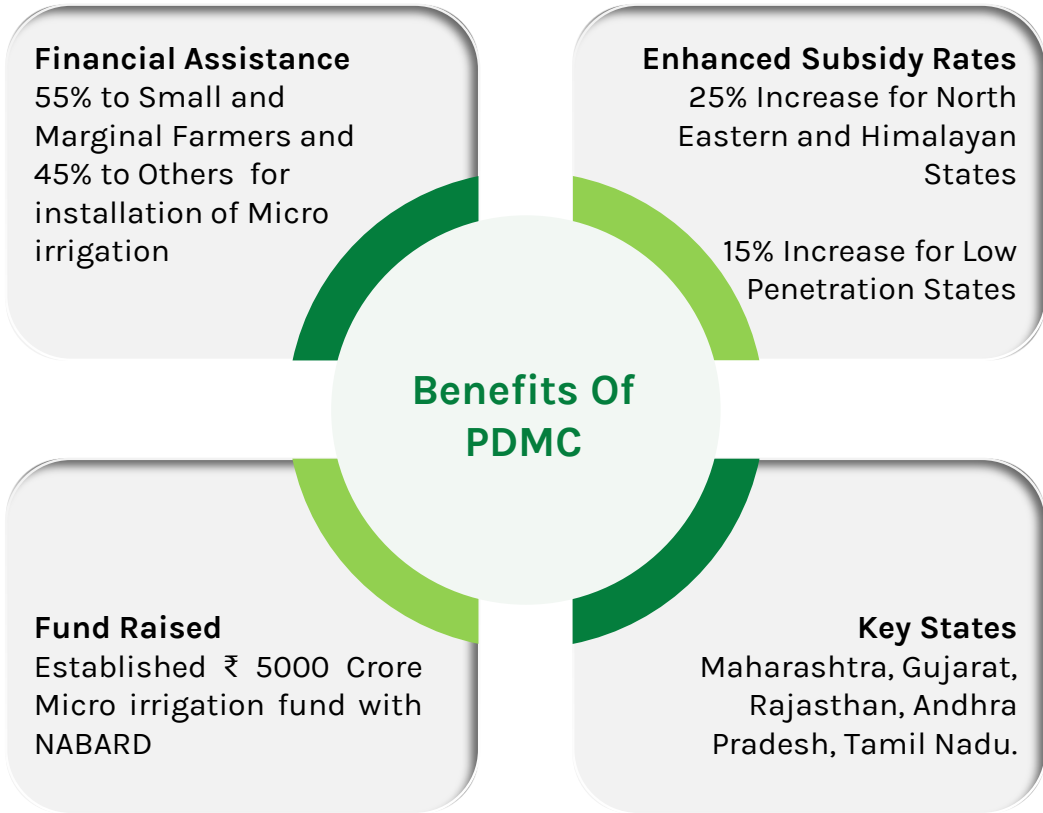 Financial Assistance
55% to Small and
Marginal Farmers and
45% to Others for
installation of Micro
irrigation
Enhanced Subsidy Rates
25% Increase for North
Eastern and Himalayan
States
15% Increase for Low
Penetration States
Benefits Of
PDMC
Fund Raised
Established ₹ 5000 Crore
Micro irrigation fund with
NABARD
Key States
Maharashtra, Gujarat,
Rajasthan, Andhra
Pradesh, Tamil Nadu.